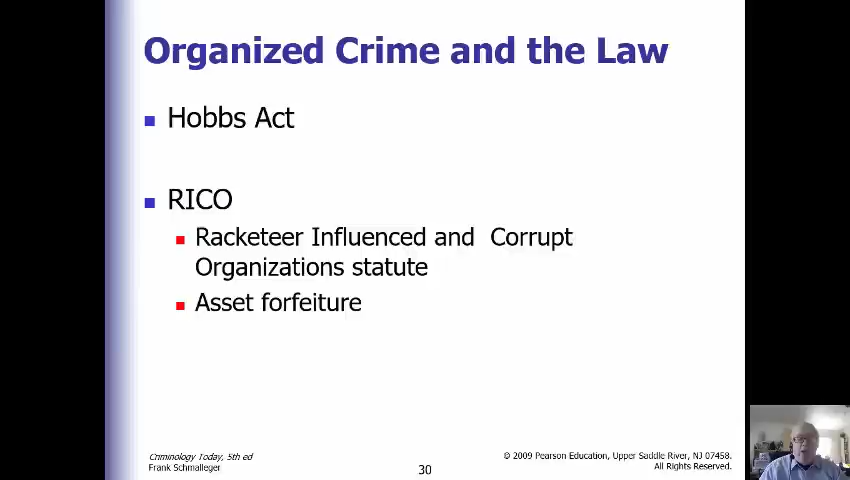 Organized Crime and the Law
Hobbs Act
RICO
Racketeer Influenced and Corrupt
Organizations statute
Asset forfeiture
Criminology Today, 5th ed
Frank Schmalleger
30
© 2009 Pearson Education, Upper Saddle River, NJ 07458.
All Rights Reserved.